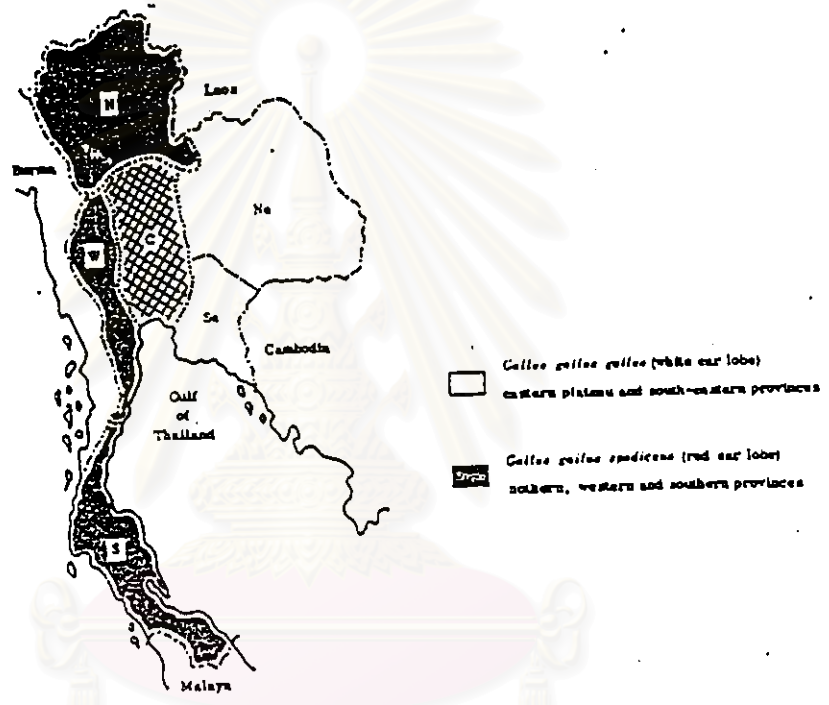 N
Laos
Burma
Ne
W
C
Se
Cambodia
Gulf
of
Thailand
Gallus gallus gallus (white ear lobe)
eastern plateau and south-eastern provinces
Gallus gallus spadiceus (red ear lobe)
nothern, western and southern provinces
S
Malaya